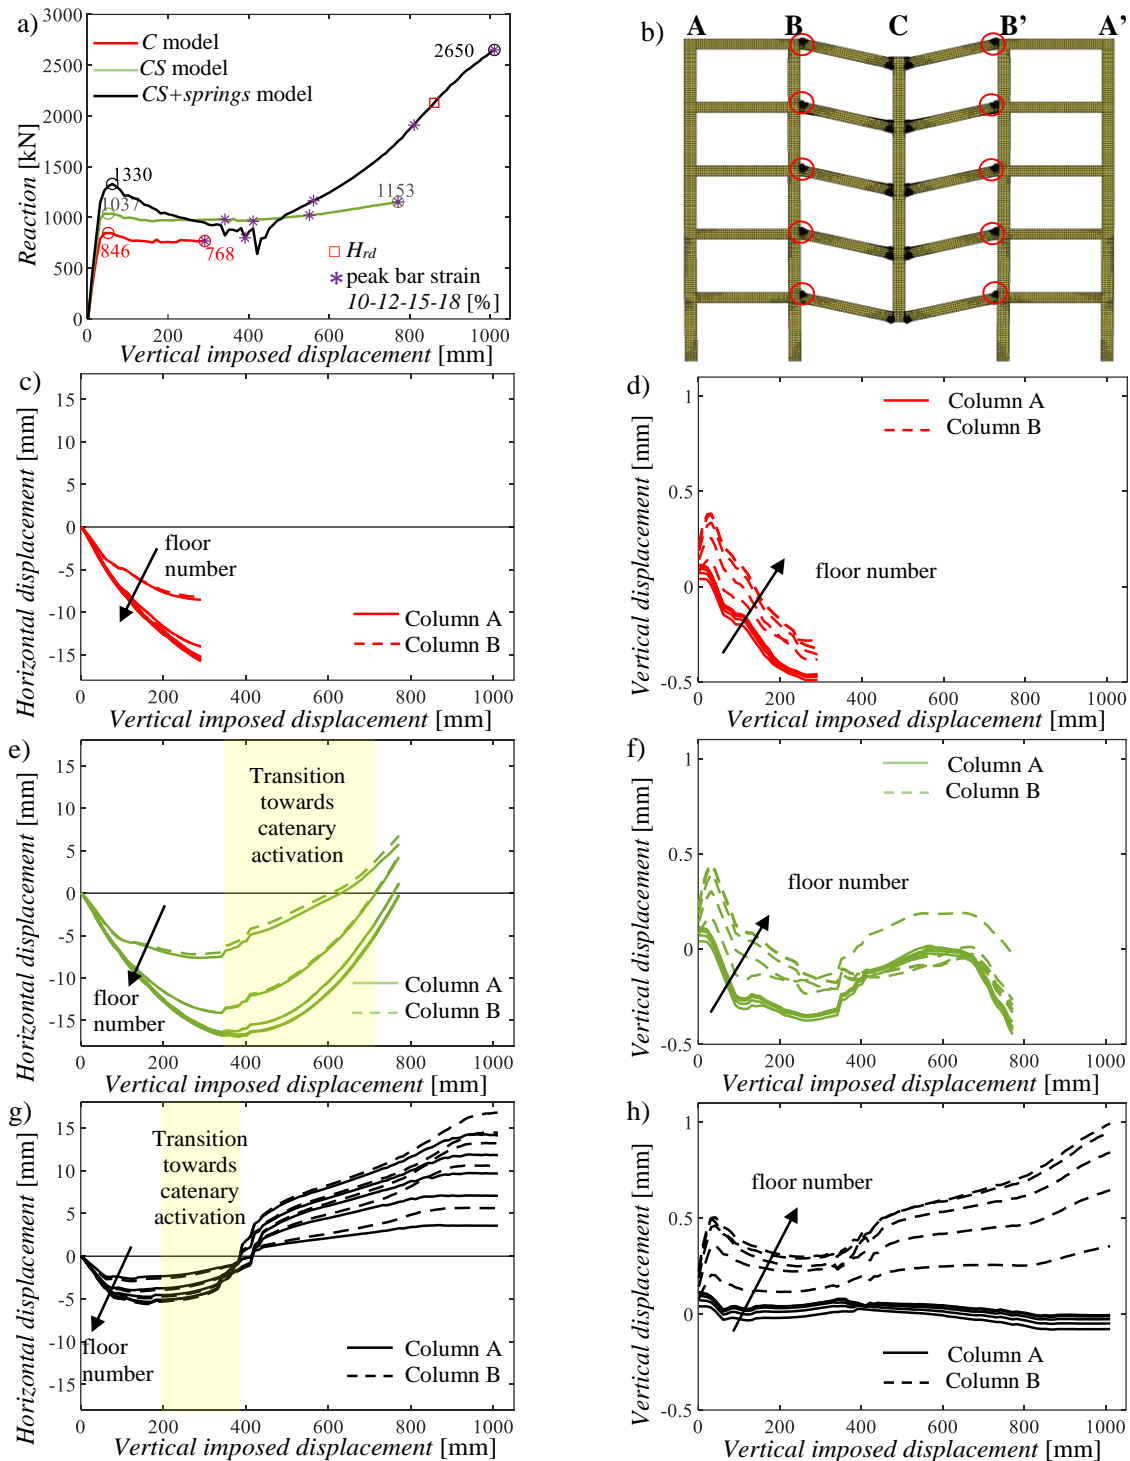 a)
3000
2500
2000
1500
1000
500
0
Reaction [kN]
C model
CS model
CS+springs model
2650
1330
1037
1153
846
768
H_rd
peak bar strain
10-12-15-18 [%]
0 200 400 600 800 1000
Vertical imposed displacement [mm]
b)
A B C B’ A’
c)
15
10
5
0
-5
-10
-15
Horizontal displacement [mm]
floor
number
Column A
Column B
0 200 400 600 800 1000
Vertical imposed displacement [mm]
d)
1
0.5
0
-0.5
Vertical displacement [mm]
Column A
Column B
floor number
0 200 400 600 800 1000
Vertical imposed displacement [mm]
e)
15
10
5
0
-5
-10
-15
Horizontal displacement [mm]
Transition
towards
catenary
activation
floor
number
Column A
Column B
0 200 400 600 800 1000
Vertical imposed displacement [mm]
f)
1
0.5
0
-0.5
Vertical displacement [mm]
Column A
Column B
floor number
0 200 400 600 800 1000
Vertical imposed displacement [mm]
g)
15
10
5
0
-5
-10
-15
Horizontal displacement [mm]
Transition
towards
catenary
activation
floor
number
Column A
Column B
0 200 400 600 800 1000
Vertical imposed displacement [mm]
h)
1
0.5
0
-0.5
Vertical displacement [mm]
floor number
Column A
Column B
0 200 400 600 800 1000
Vertical imposed displacement [mm]